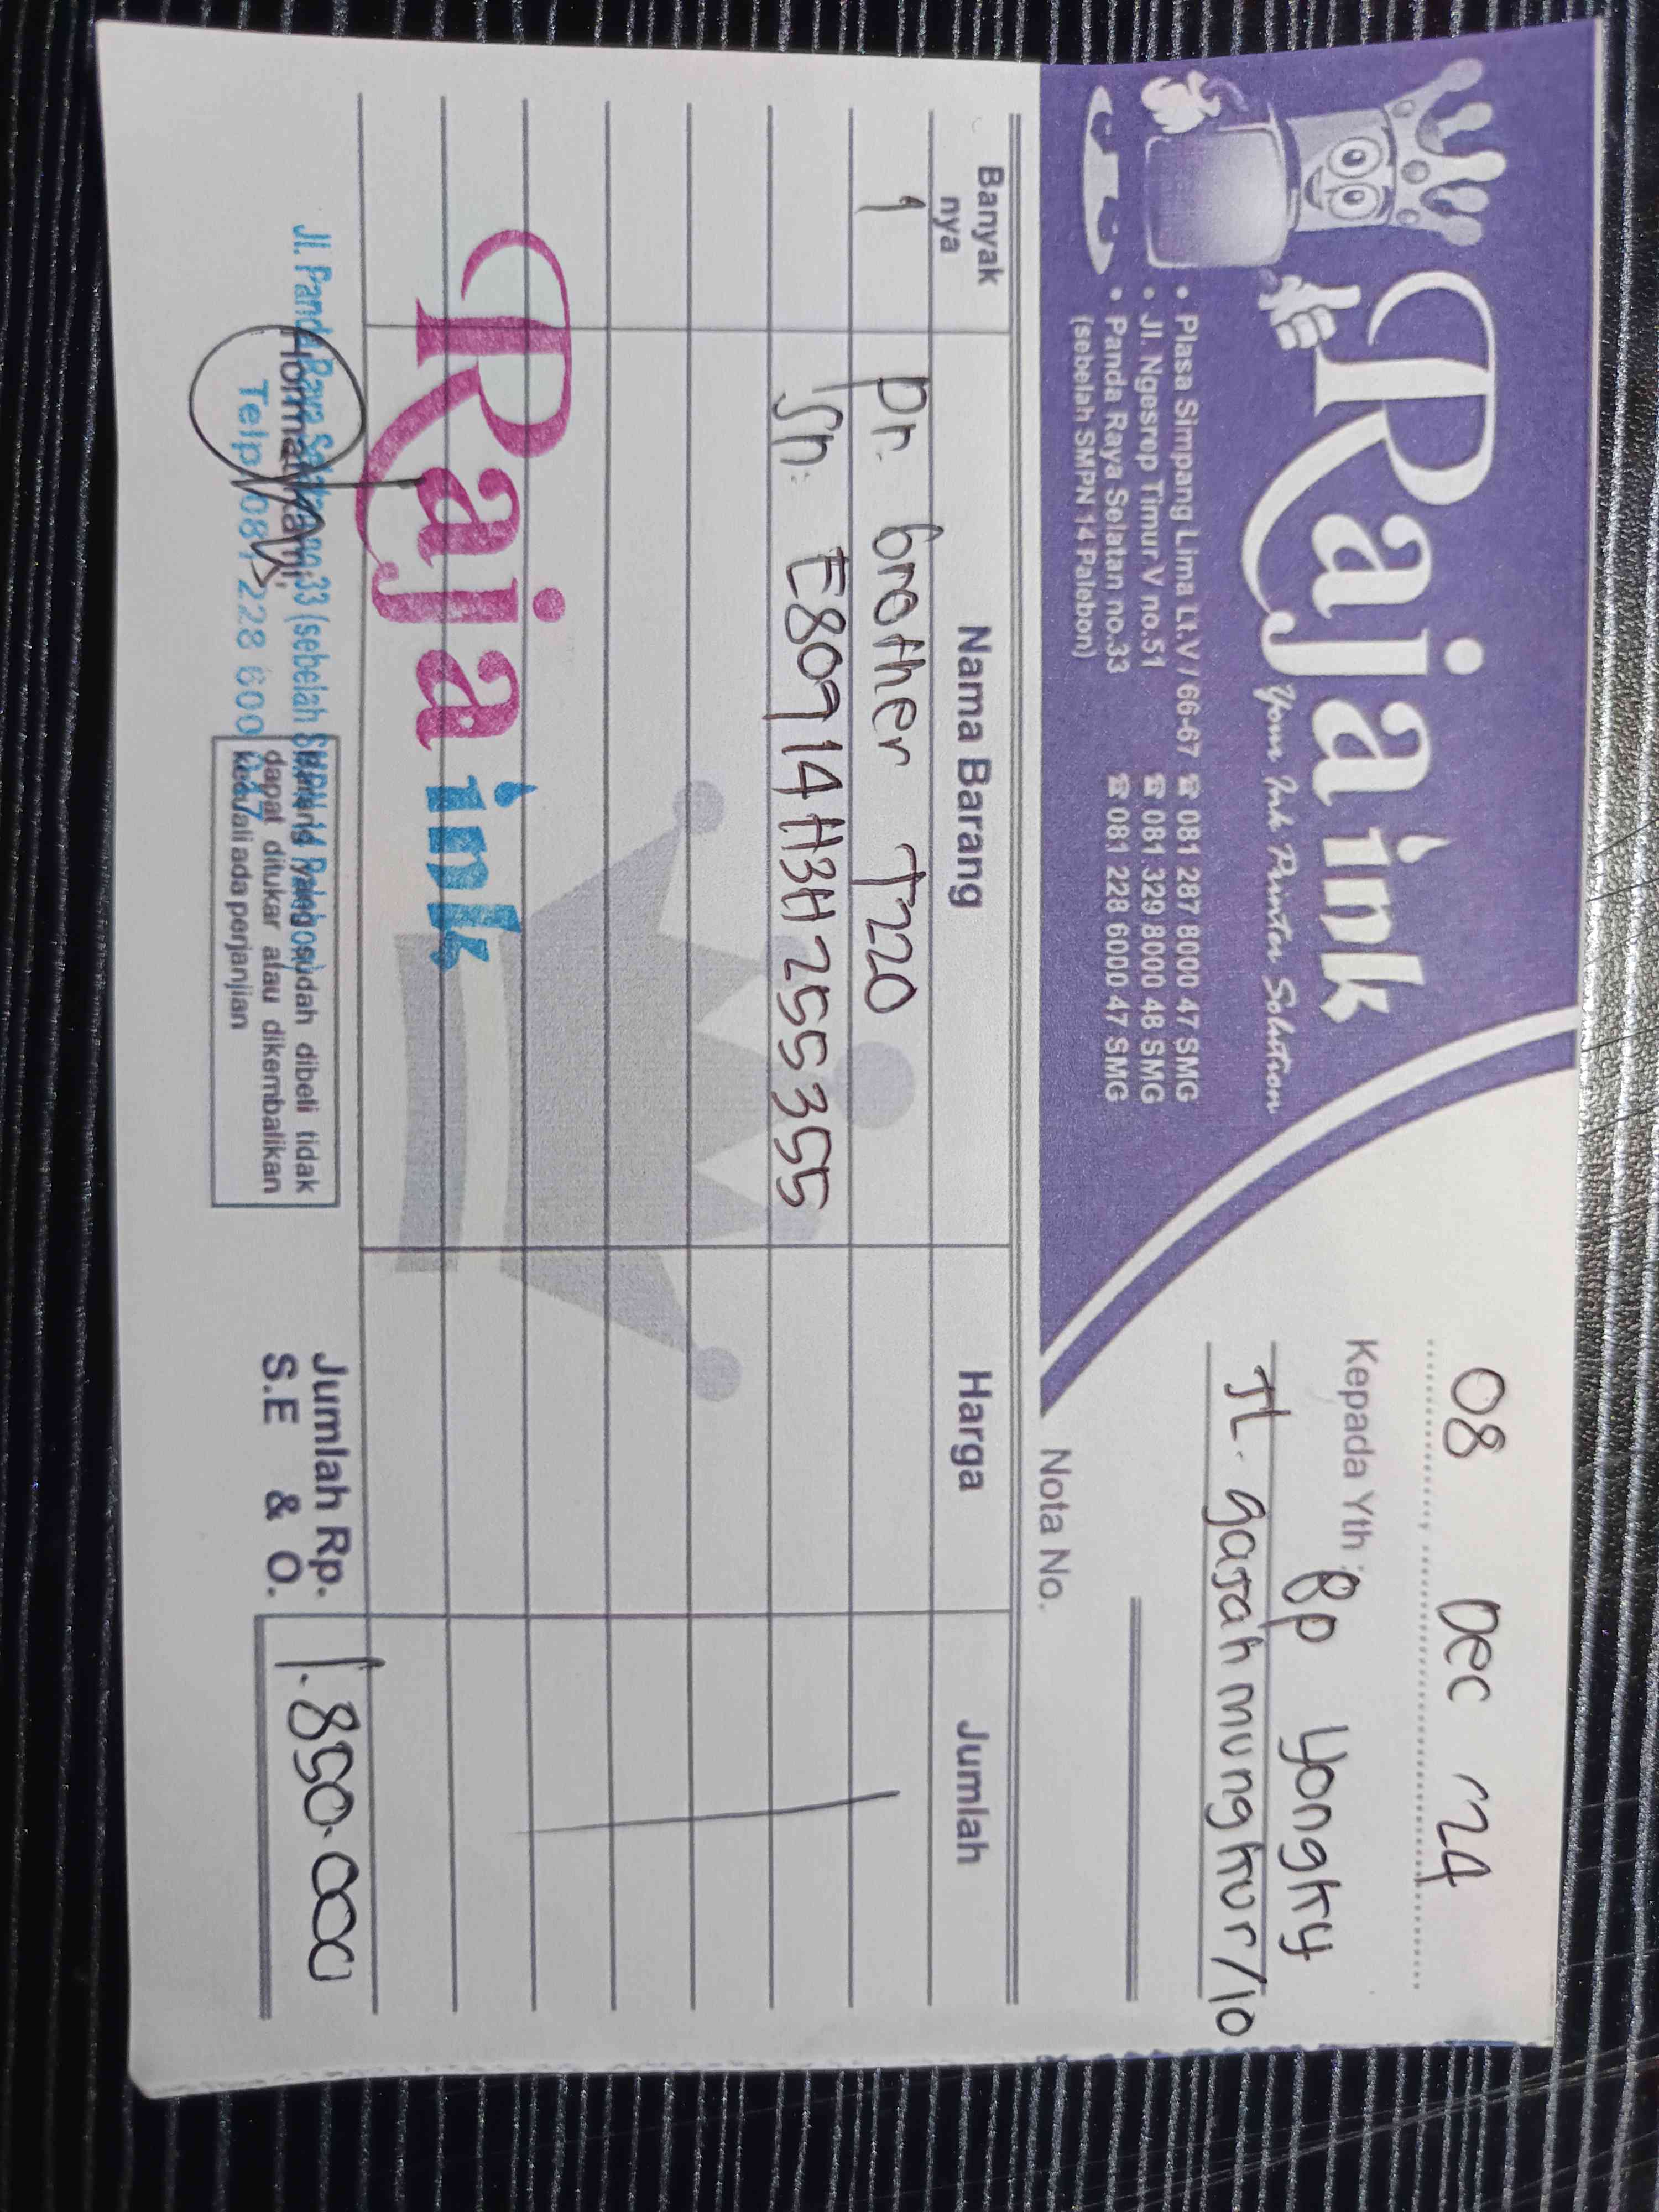 Raja ink
Your Ink Printer Solution
• Plasa Simpang Lima Lt.V / 66-67 ☎ 081 287 8000 47 SMG
• Jl. Ngesrep Timur V no.51 ☎ 081 329 8000 48 SMG
• Panda Raya Selatan no.33 ☎ 081 228 6000 47 SMG
(sebelah SMPN 14 Palebon)
08 Dec '24
Kepada Yth : Bp Yongky
JL. gajah mungkur/10
Nota No.
Banyak nya Nama Barang Harga Jumlah
1 Pr. brother T220
Sn: E80914H3H255355
Raja ink
Jl. Panda Raya Selatan no.33 (sebelah SMPN 14 Palebon)
Telp. 081 228 6000 47
Hormat kami,
Barang yang sudah dibeli tidak
dapat ditukar atau dikembalikan
kecuali ada perjanjian
Jumlah Rp. 1.850.000
S.E & O.